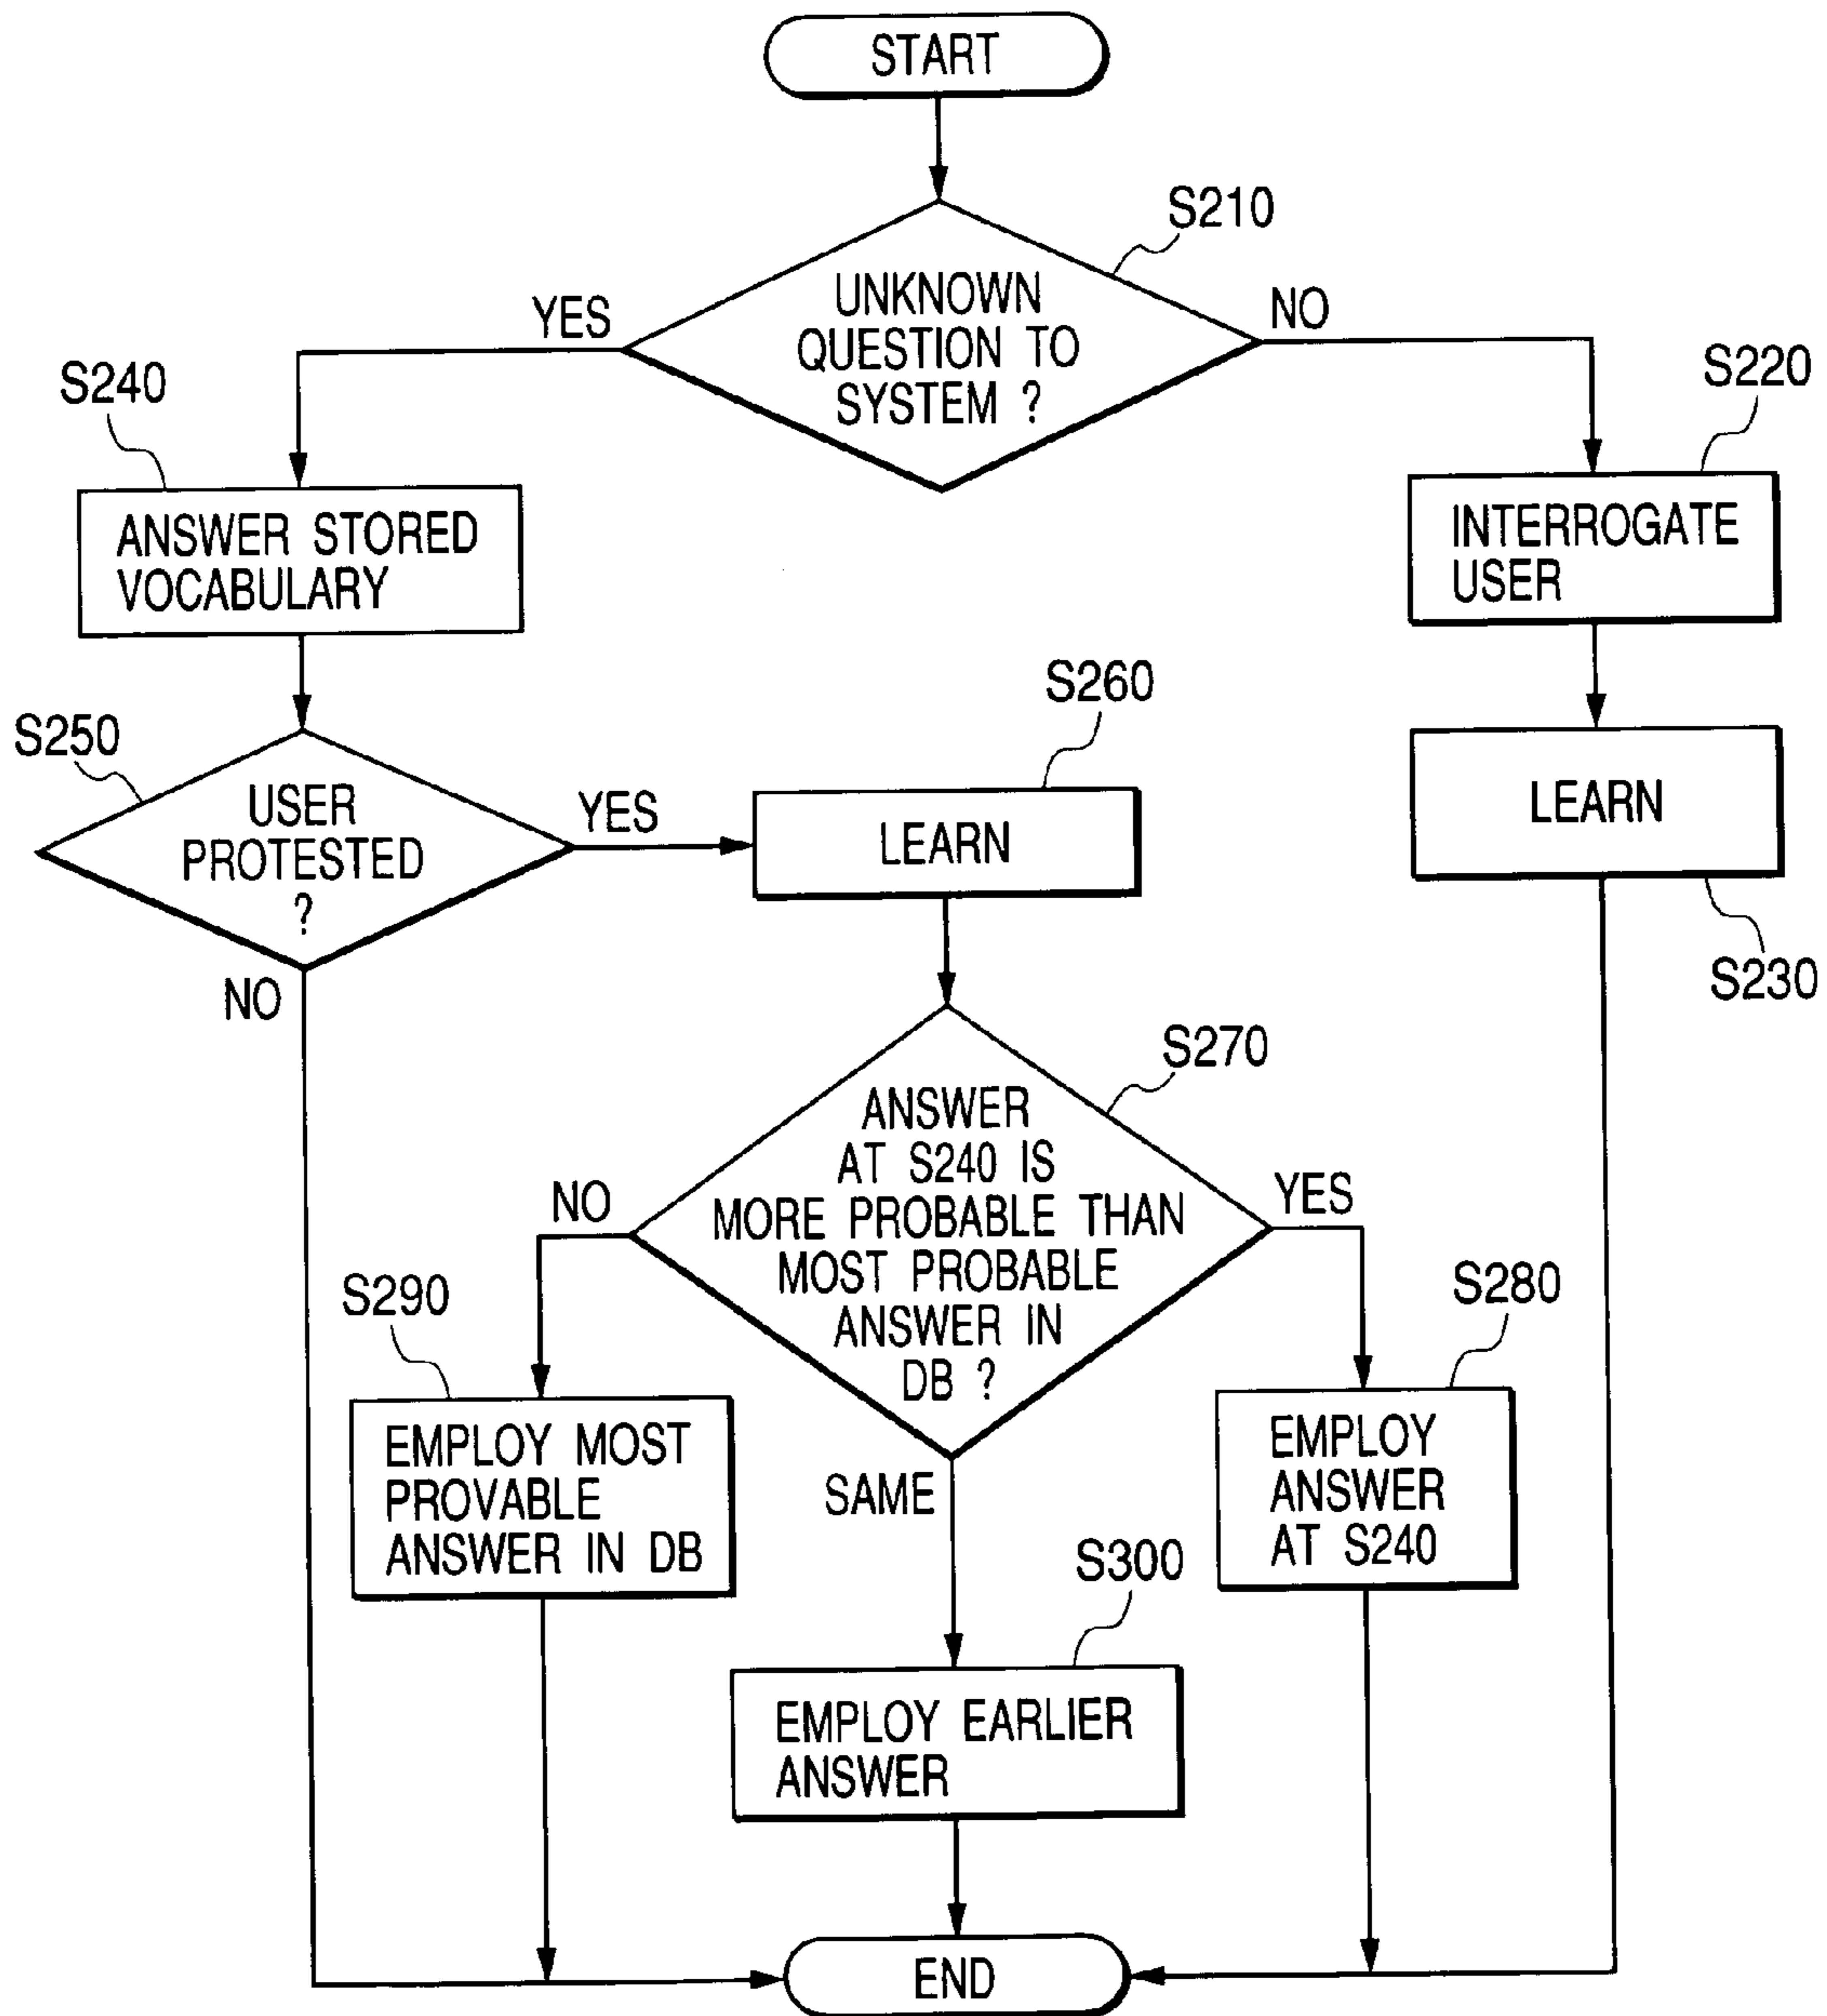 START
S210
UNKNOWN
QUESTION TO
SYSTEM ?
YES
NO
S240
ANSWER STORED
VOCABULARY
S220
INTERROGATE
USER
S250
USER
PROTESTED
?
YES
NO
S260
LEARN
LEARN
S230
S270
ANSWER
AT S240 IS
MORE PROBABLE THAN
MOST PROBABLE
ANSWER IN
DB ?
NO
YES
SAME
S290
EMPLOY MOST
PROVABLE
ANSWER IN DB
S280
EMPLOY
ANSWER
AT S240
S300
EMPLOY EARLIER
ANSWER
END